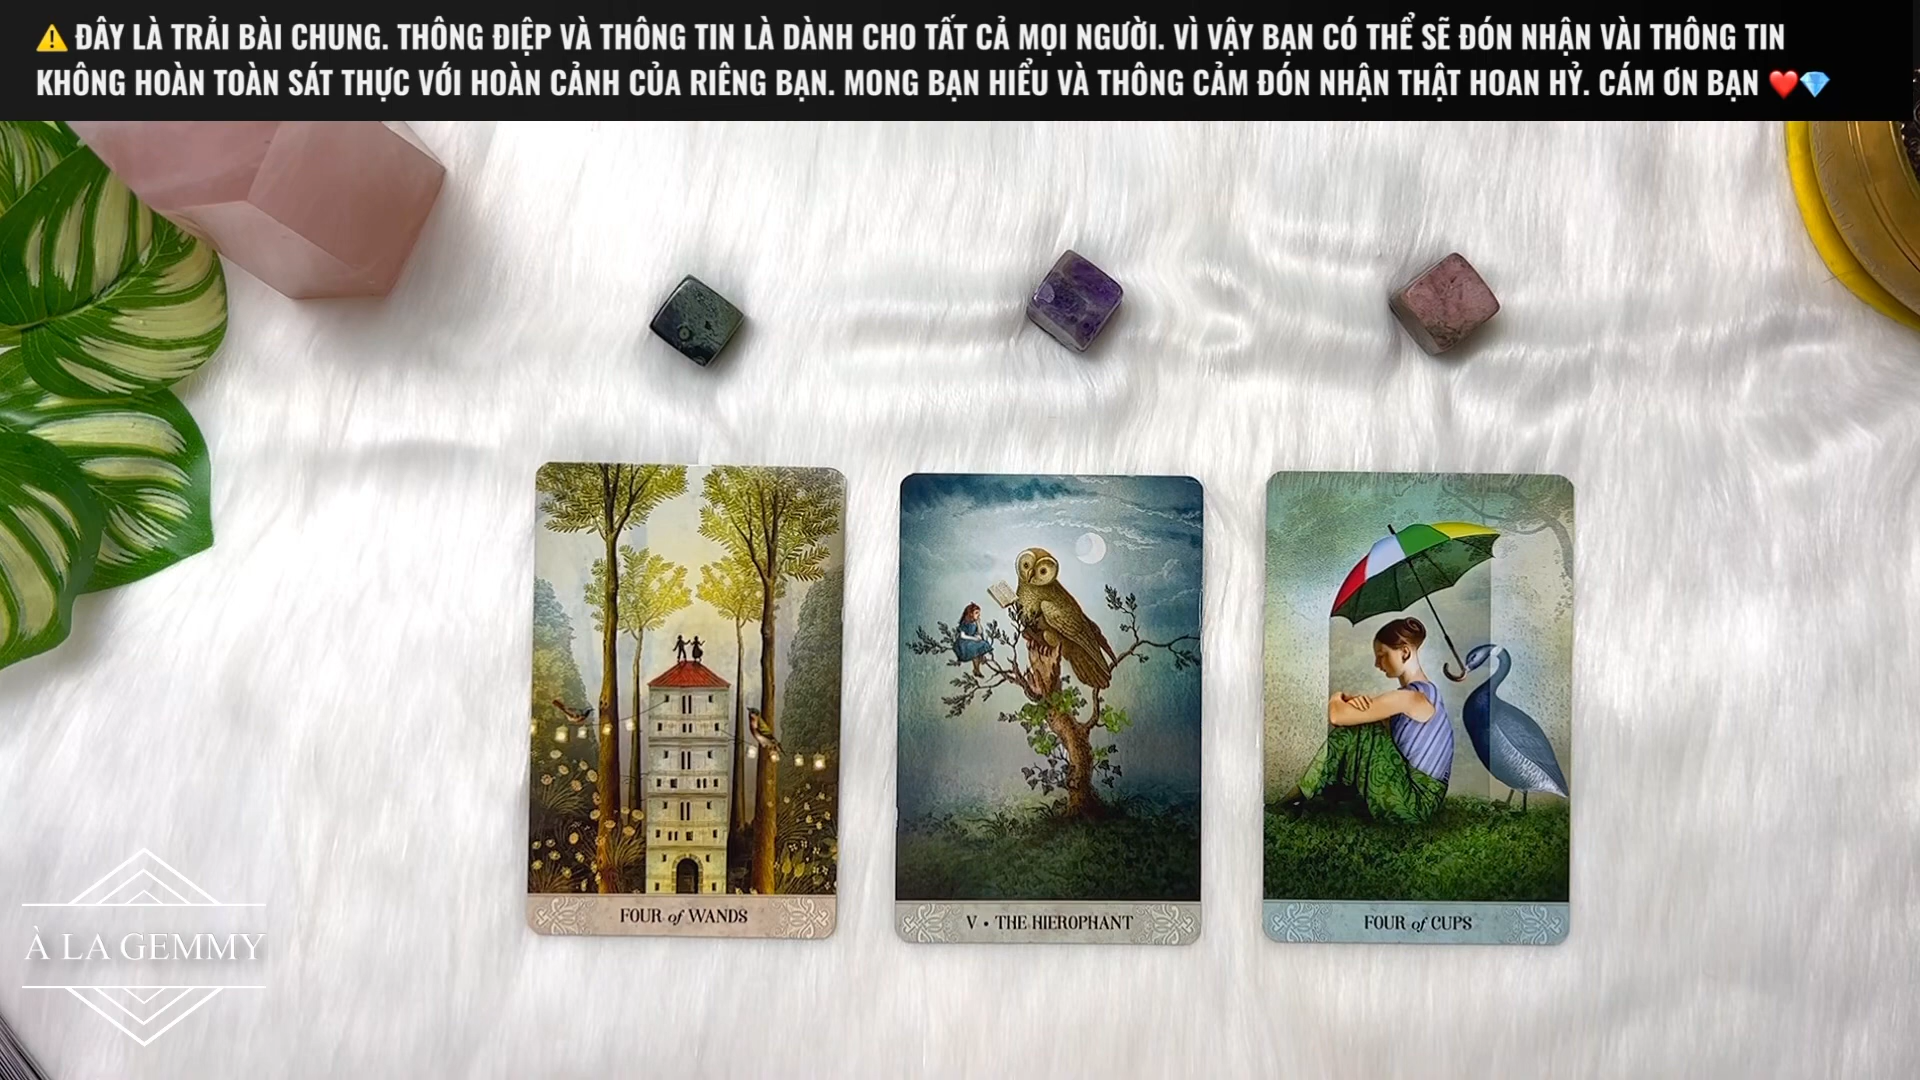 ⚠️ ĐÂY LÀ TRẢI BÀI CHUNG. THÔNG ĐIỆP VÀ THÔNG TIN LÀ DÀNH CHO TẤT CẢ MỌI NGƯỜI. VÌ VẬY BẠN CÓ THỂ SẼ ĐÓN NHẬN VÀI THÔNG TIN
KHÔNG HOÀN TOÀN SÁT THỰC VỚI HOÀN CẢNH CỦA RIÊNG BẠN. MONG BẠN HIỂU VÀ THÔNG CẢM ĐÓN NHẬN THẬT HOAN HỶ. CÁM ƠN BẠN ❤️💎
FOUR of WANDS
V • THE HIEROPHANT
FOUR of CUPS
À LA GEMMY